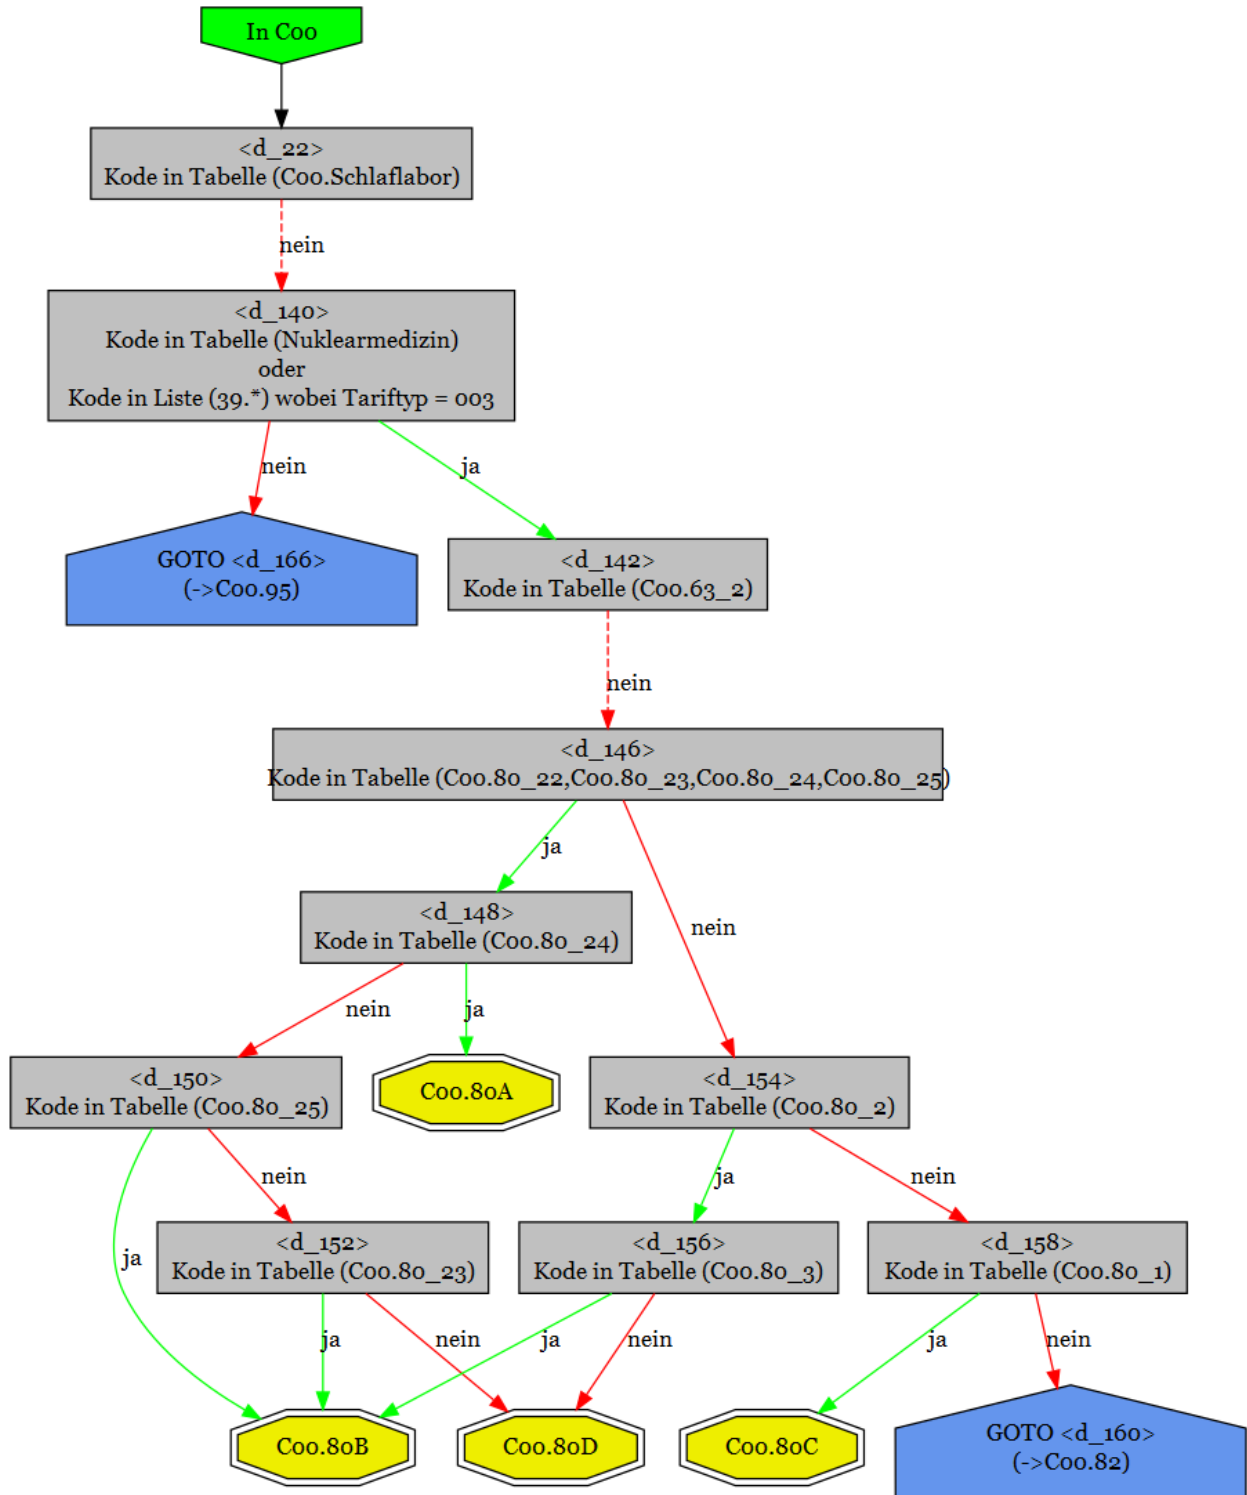 In C00
<d_22>
Kode in Tabelle (C00.Schlaflabor)
nein
<d_140>
Kode in Tabelle (Nuklearmedizin)
oder
Kode in Liste (39.*) wobei Tariftyp = 003
nein
ja
GOTO <d_166>
(->C00.95)
<d_142>
Kode in Tabelle (C00.63_2)
nein
<d_146>
Kode in Tabelle (C00.80_22,C00.80_23,C00.80_24,C00.80_25)
ja
nein
<d_148>
Kode in Tabelle (C00.80_24)
nein
ja
<d_150>
Kode in Tabelle (C00.80_25)
C00.80A
<d_154>
Kode in Tabelle (C00.80_2)
ja
nein
ja
nein
<d_152>
Kode in Tabelle (C00.80_23)
<d_156>
Kode in Tabelle (C00.80_3)
<d_158>
Kode in Tabelle (C00.80_1)
ja
nein
ja
nein
ja
nein
C00.80B
C00.80D
C00.80C
GOTO <d_160>
(->C00.82)